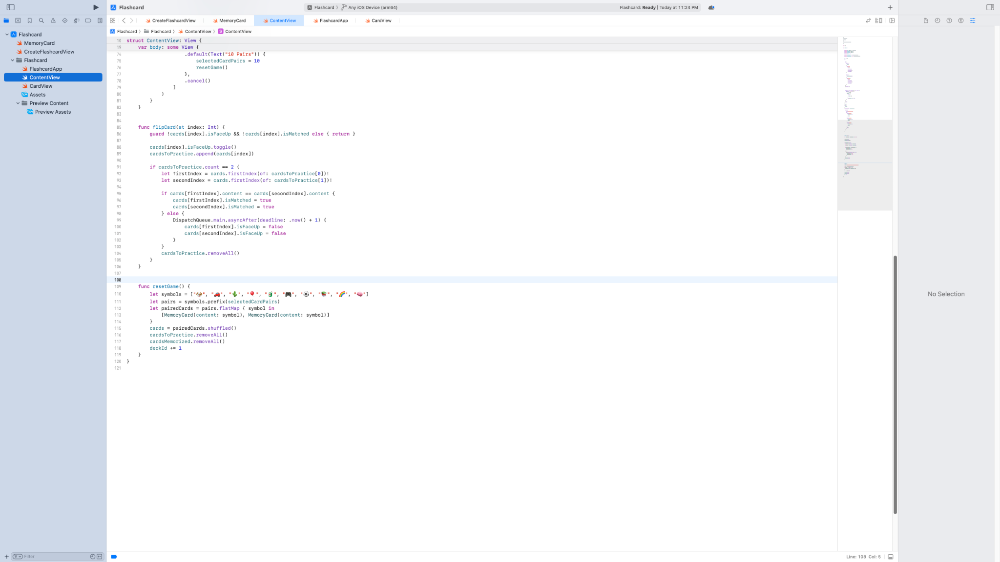 Flashcard
Flashcard ⟩ Any iOS Device (arm64)
Flashcard: Ready | Today at 11:24 PM
CreateFlashcardView
MemoryCard
ContentView
FlashcardApp
CardView
Flashcard ⟩ Flashcard ⟩ ContentView ⟩ S ContentView
Flashcard
MemoryCard
CreateFlashcardView
Flashcard
FlashcardApp
ContentView
CardView
Assets
Preview Content
Preview Assets
10 struct ContentView: View {
19     var body: some View {
74                     .default(Text("10 Pairs")) {
75                         selectedCardPairs = 10
76                         resetGame()
77                     },
78                     .cancel()
79                 ]
80             )
81         }
82     }
83
84
85     func flipCard(at index: Int) {
86         guard !cards[index].isFaceUp && !cards[index].isMatched else { return }
87
88         cards[index].isFaceUp.toggle()
89         cardsToPractice.append(cards[index])
90
91         if cardsToPractice.count == 2 {
92             let firstIndex = cards.firstIndex(of: cardsToPractice[0])!
93             let secondIndex = cards.firstIndex(of: cardsToPractice[1])!
94
95             if cards[firstIndex].content == cards[secondIndex].content {
96                 cards[firstIndex].isMatched = true
97                 cards[secondIndex].isMatched = true
98             } else {
99                 DispatchQueue.main.asyncAfter(deadline: .now() + 1) {
100                     cards[firstIndex].isFaceUp = false
101                     cards[secondIndex].isFaceUp = false
102                 }
103             }
104             cardsToPractice.removeAll()
105         }
106     }
107
108
109     func resetGame() {
110         let symbols = ["🐶", "🚗", "🌵", "🎈", "🧃", "🎮", "⚽️", "📚", "🌈", "🧠"]
111         let pairs = symbols.prefix(selectedCardPairs)
112         let pairedCards = pairs.flatMap { symbol in
113             [MemoryCard(content: symbol), MemoryCard(content: symbol)]
114         }
115         cards = pairedCards.shuffled()
116         cardsToPractice.removeAll()
117         cardsMemorized.removeAll()
118         deckId += 1
119     }
120 }
121
No Selection
Filter
Line: 108 Col: 5